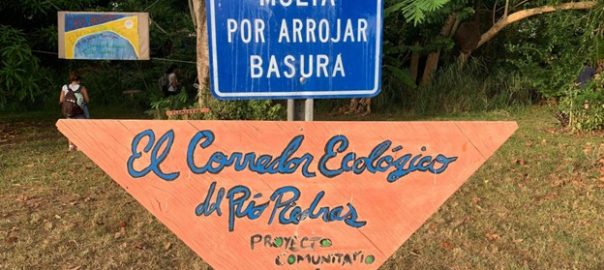 MULTA
POR ARROJAR
BASURA
El Corredor Ecológico
del Río Piedras
PROYECTO
COMUNITARIO